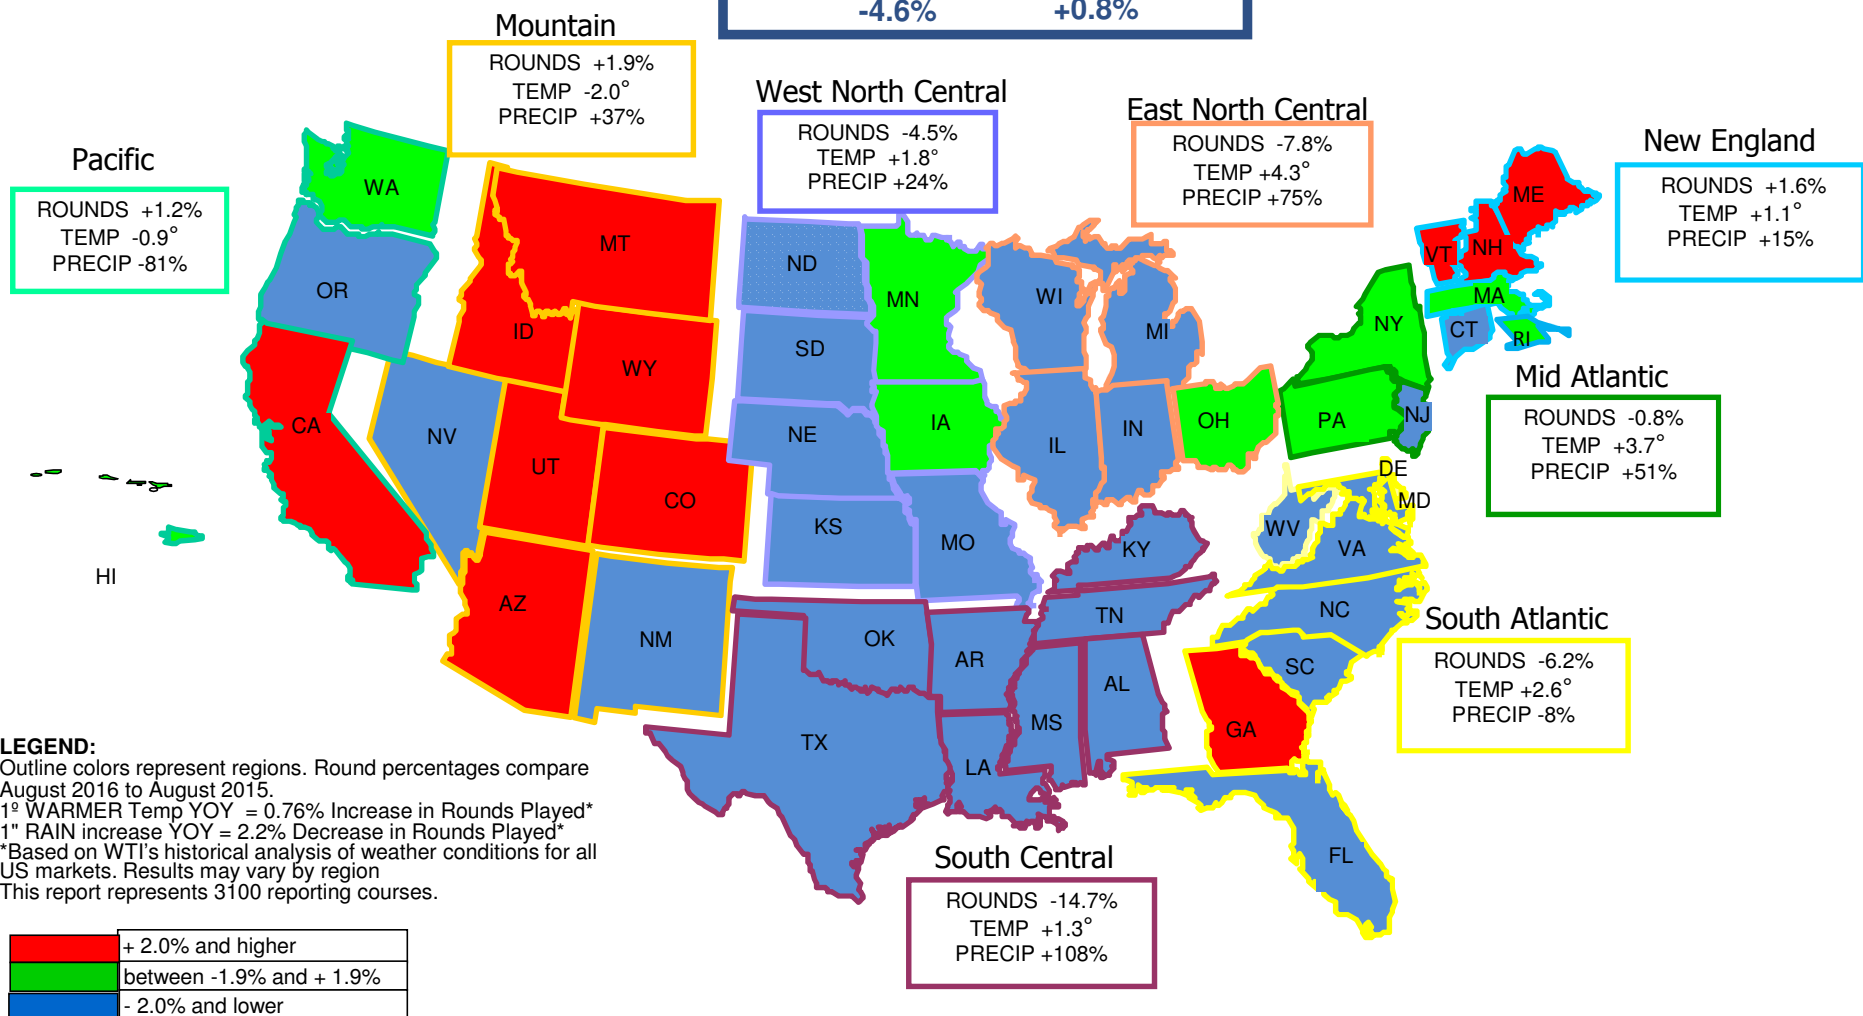 -4.6% +0.8%
Mountain
ROUNDS +1.9%
TEMP -2.0°
PRECIP +37%
West North Central
ROUNDS -4.5%
TEMP +1.8°
PRECIP +24%
East North Central
ROUNDS -7.8%
TEMP +4.3°
PRECIP +75%
New England
ROUNDS +1.6%
TEMP +1.1°
PRECIP +15%
Pacific
ROUNDS +1.2%
TEMP -0.9°
PRECIP -81%
Mid Atlantic
ROUNDS -0.8%
TEMP +3.7°
PRECIP +51%
South Atlantic
ROUNDS -6.2%
TEMP +2.6°
PRECIP -8%
South Central
ROUNDS -14.7%
TEMP +1.3°
PRECIP +108%
WA
OR
CA
HI
MT
ID
WY
NV
UT
CO
AZ
NM
ND
MN
SD
IA
NE
KS
MO
WI
MI
IL
IN
OH
ME
VT
NH
MA
CT
RI
NY
PA
NJ
DE
MD
WV
VA
NC
SC
GA
FL
KY
TN
OK
AR
TX
LA
MS
AL
LEGEND:
Outline colors represent regions. Round percentages compare
August 2016 to August 2015.
1º WARMER Temp YOY = 0.76% Increase in Rounds Played*
1" RAIN increase YOY = 2.2% Decrease in Rounds Played*
*Based on WTI's historical analysis of weather conditions for all
US markets. Results may vary by region
This report represents 3100 reporting courses.
+ 2.0% and higher
between -1.9% and + 1.9%
- 2.0% and lower